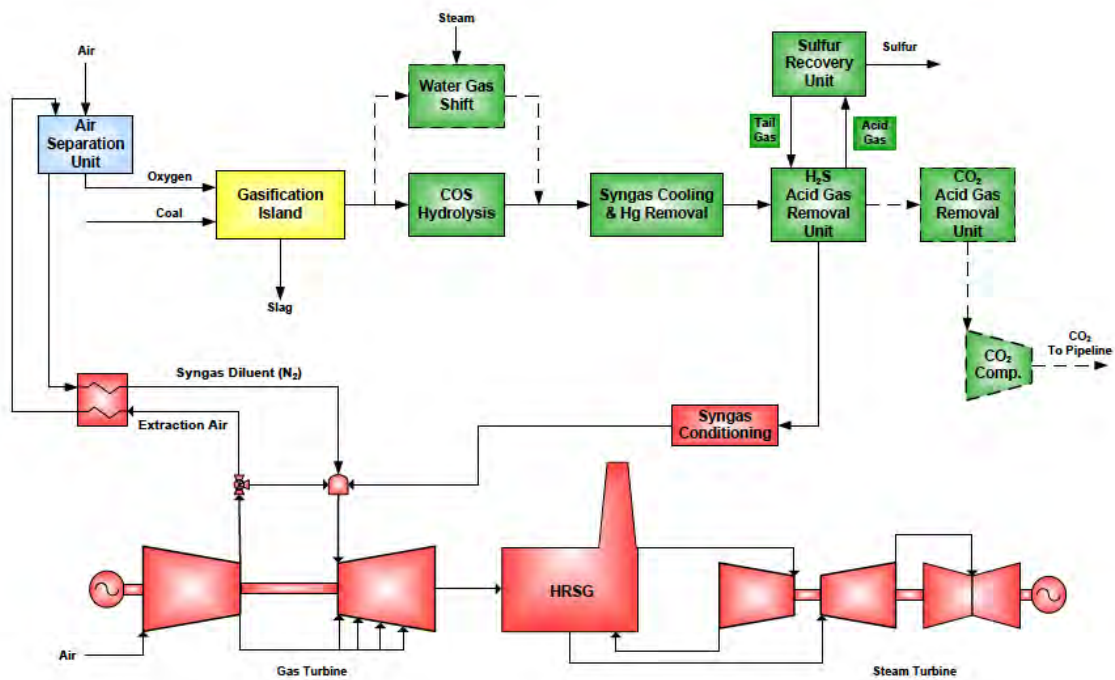 Steam
Air
Sulfur
Recovery
Unit
Sulfur
Water Gas
Shift
Tail
Gas
Acid
Gas
Air
Separation
Unit
Oxygen
Coal
Gasification
Island
COS
Hydrolysis
Syngas Cooling
& Hg Removal
H₂S
Acid Gas
Removal
Unit
CO₂
Acid Gas
Removal
Unit
Slag
CO₂
To Pipeline
CO₂
Comp.
Syngas Diluent (N₂)
Extraction Air
Syngas
Conditioning
HRSG
Air
Gas Turbine
Steam Turbine